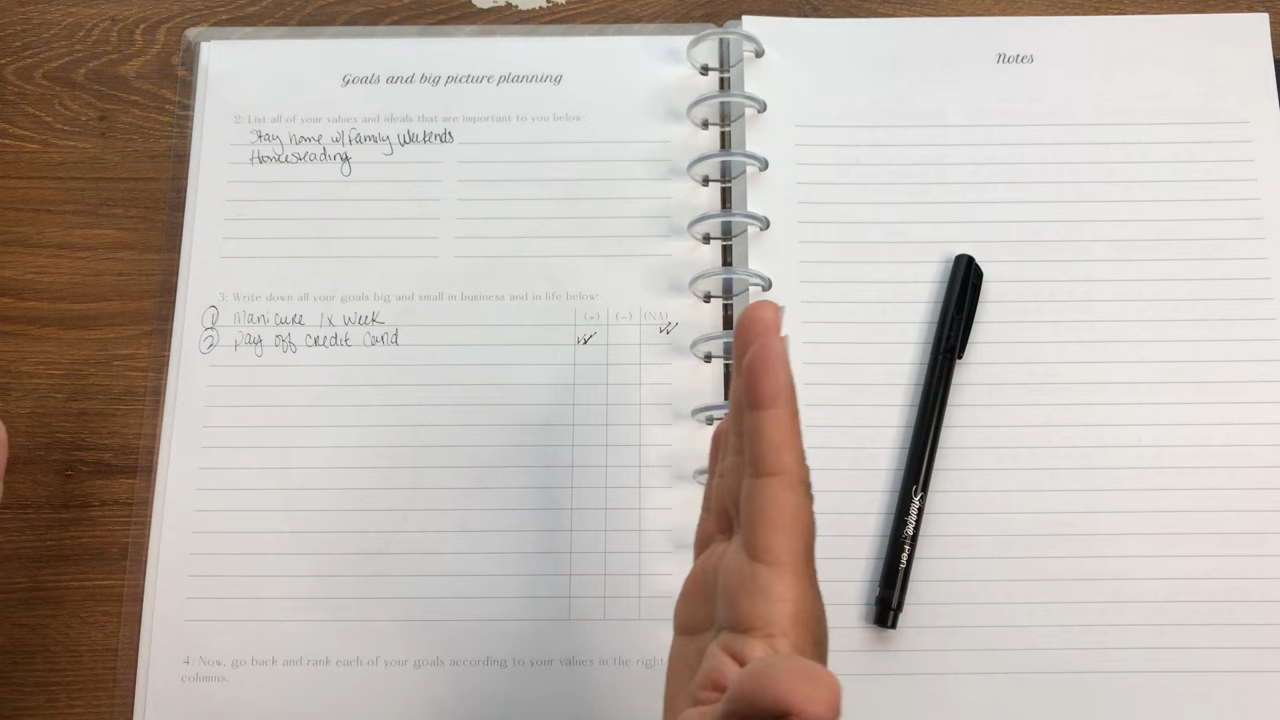 Goals and big picture planning
2: List all of your values and ideals that are important to you below:
Stay home w/family weekends
Homesteading
3: Write down all your goals big and small in business and in life below:
① Manicure 1x week
(+) (-) (NA)
② Pay off credit card
4: Now, go back and rank each of your goals according to your values in the right
columns.
Notes
Sharpie | Pen.